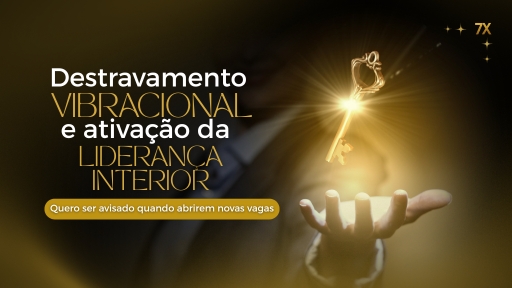 7X
Destravamento
VIBRACIONAL
e ativação da
LIDERANÇA
INTERIOR
Quero ser avisado quando abrirem novas vagas